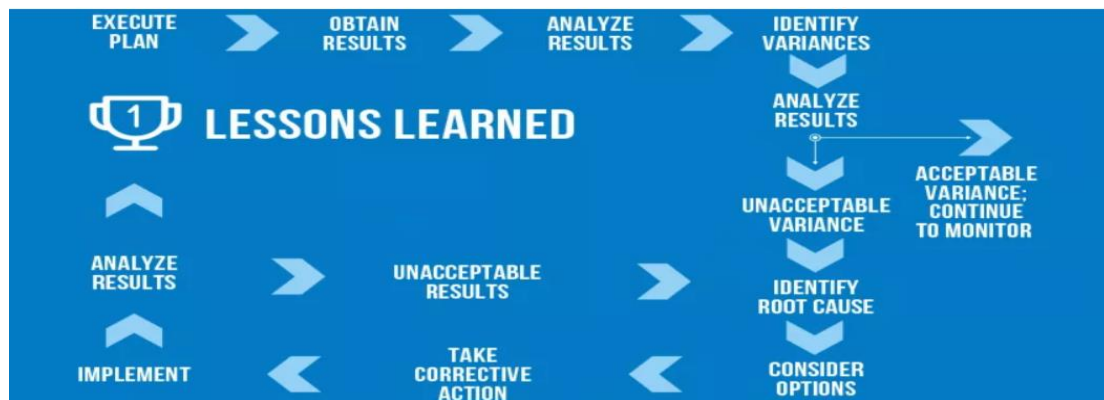 EXECUTE
PLAN
OBTAIN
RESULTS
ANALYZE
RESULTS
IDENTIFY
VARIANCES
1
LESSONS LEARNED
ANALYZE
RESULTS
ACCEPTABLE
VARIANCE;
CONTINUE
TO MONITOR
UNACCEPTABLE
VARIANCE
ANALYZE
RESULTS
UNACCEPTABLE
RESULTS
IDENTIFY
ROOT CAUSE
IMPLEMENT
TAKE
CORRECTIVE
ACTION
CONSIDER
OPTIONS